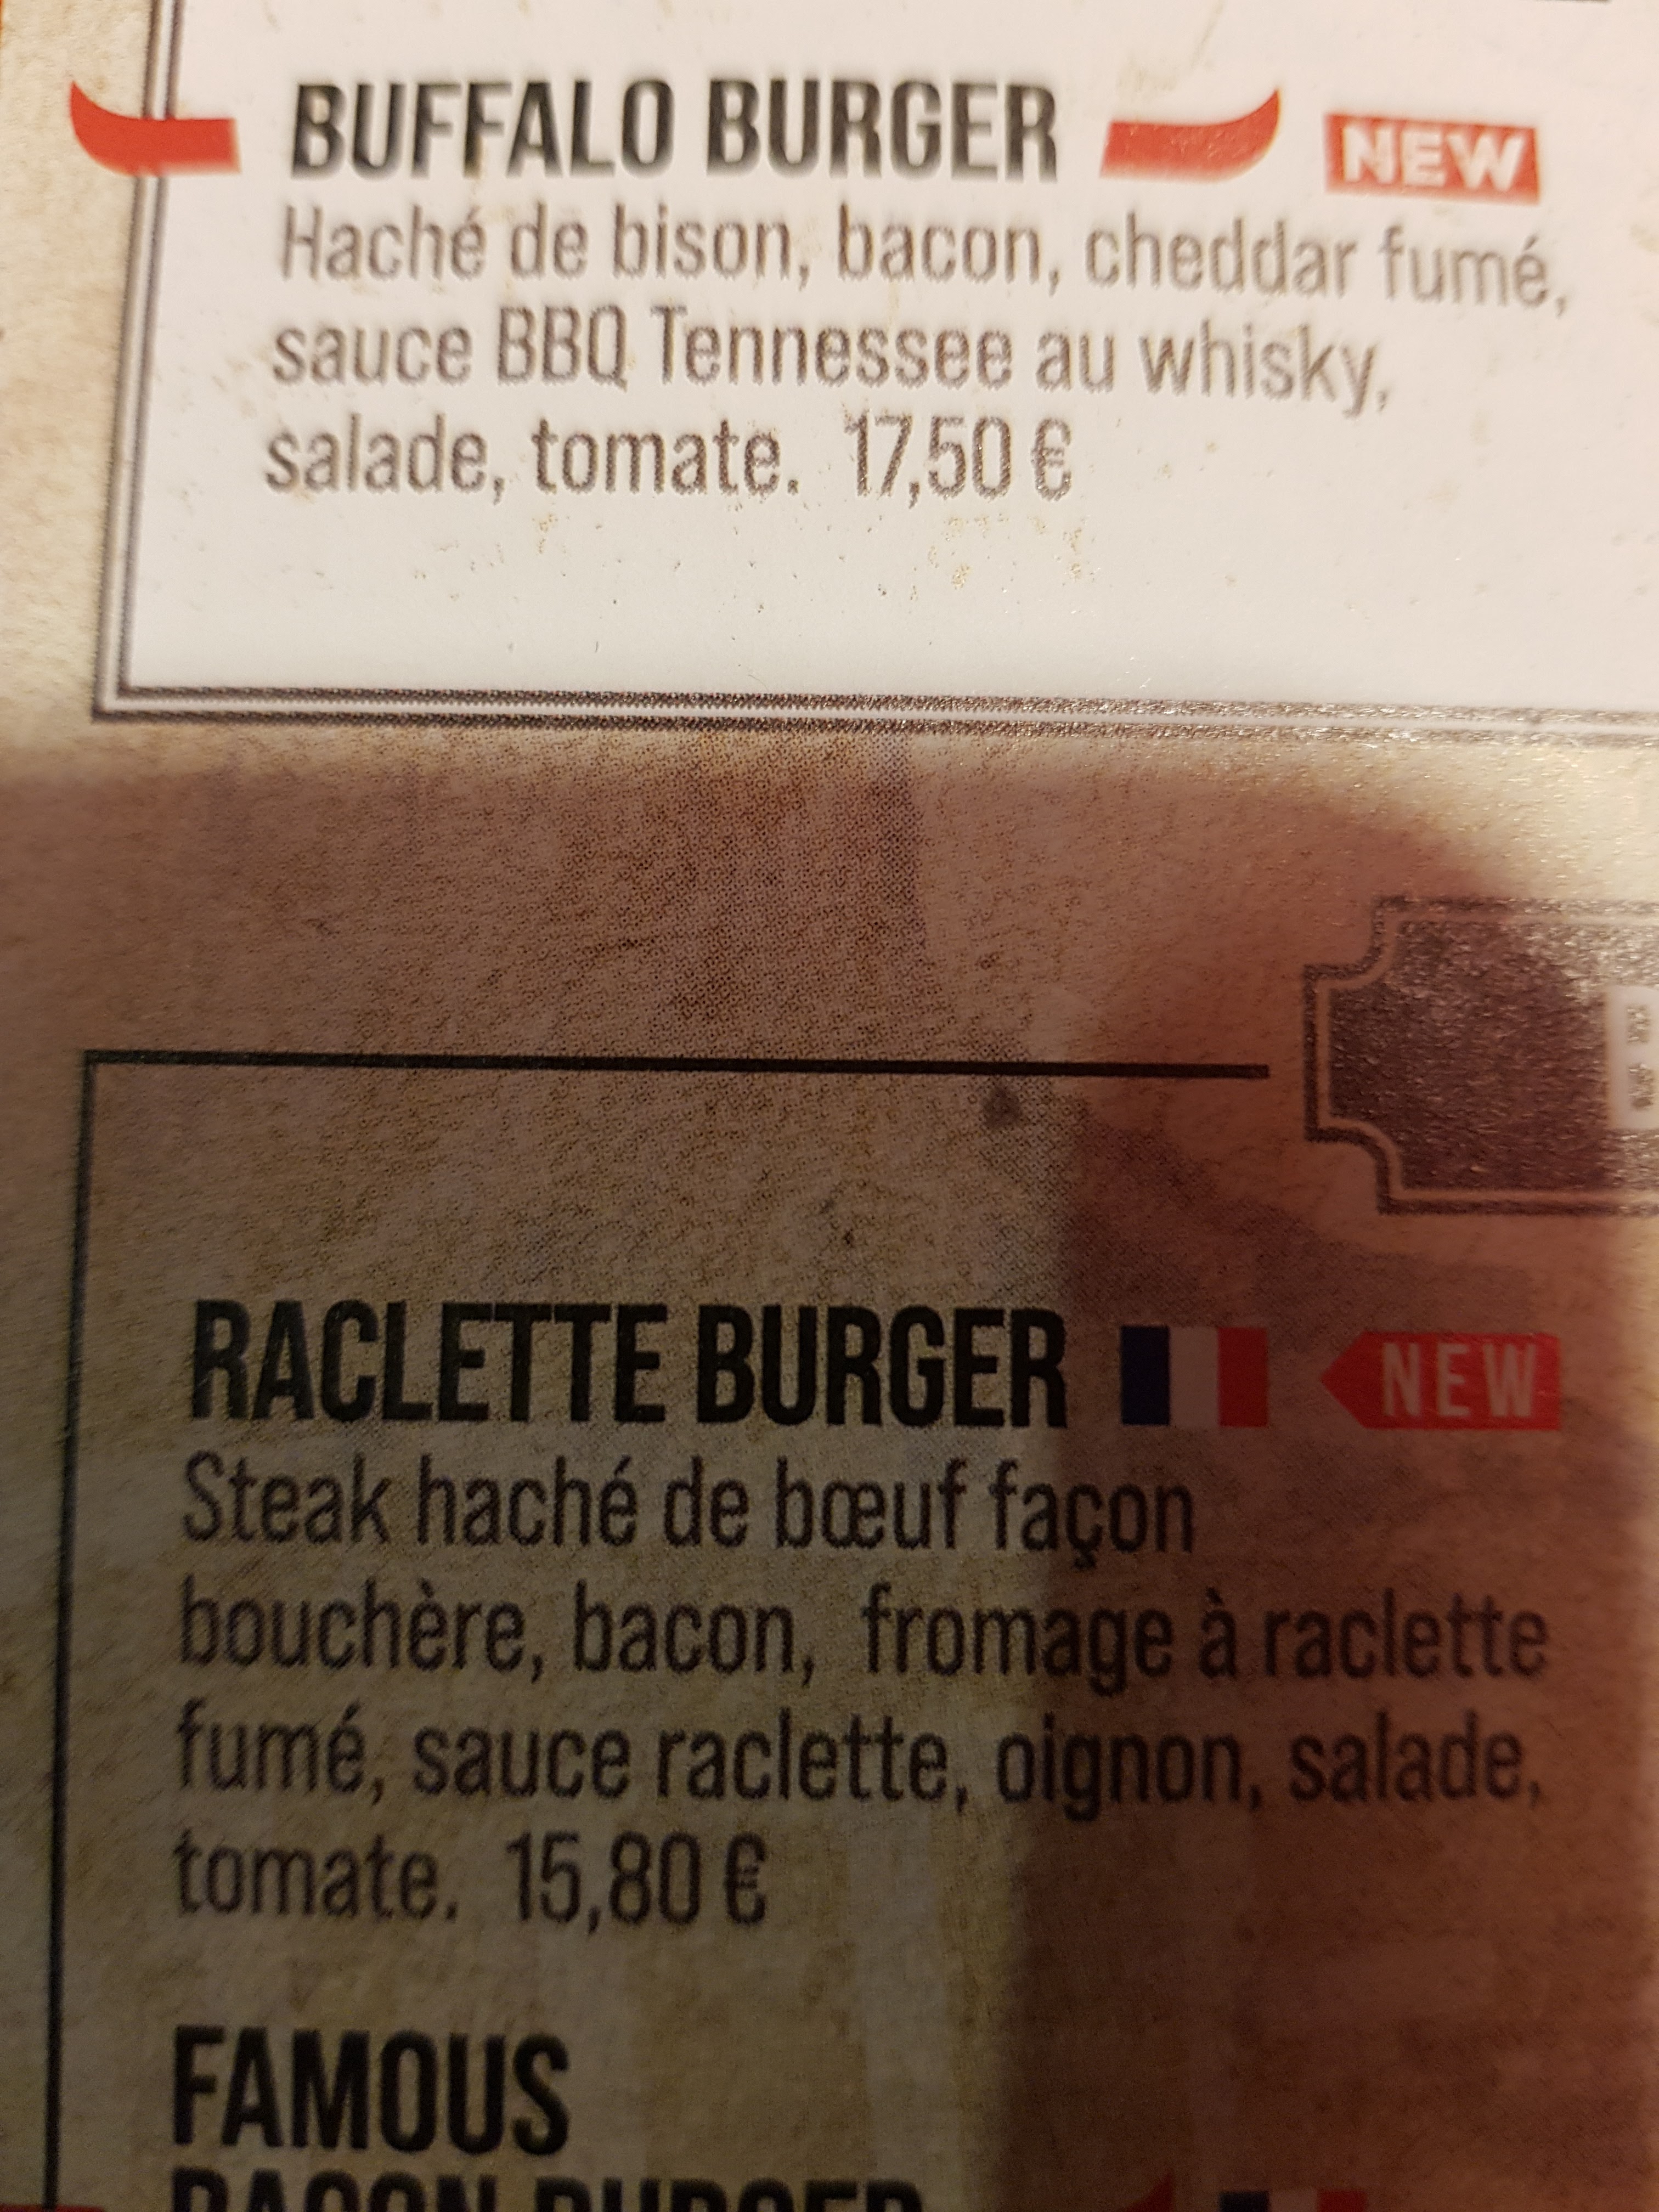 BUFFALO BURGER NEW
Haché de bison, bacon, cheddar fumé,
sauce BBQ Tennessee au whisky,
salade, tomate. 17,50 €
RACLETTE BURGER NEW
Steak haché de bœuf façon
bouchère, bacon, fromage à raclette
fumé, sauce raclette, oignon, salade,
tomate. 15,80 €
FAMOUS
BACON BURGER